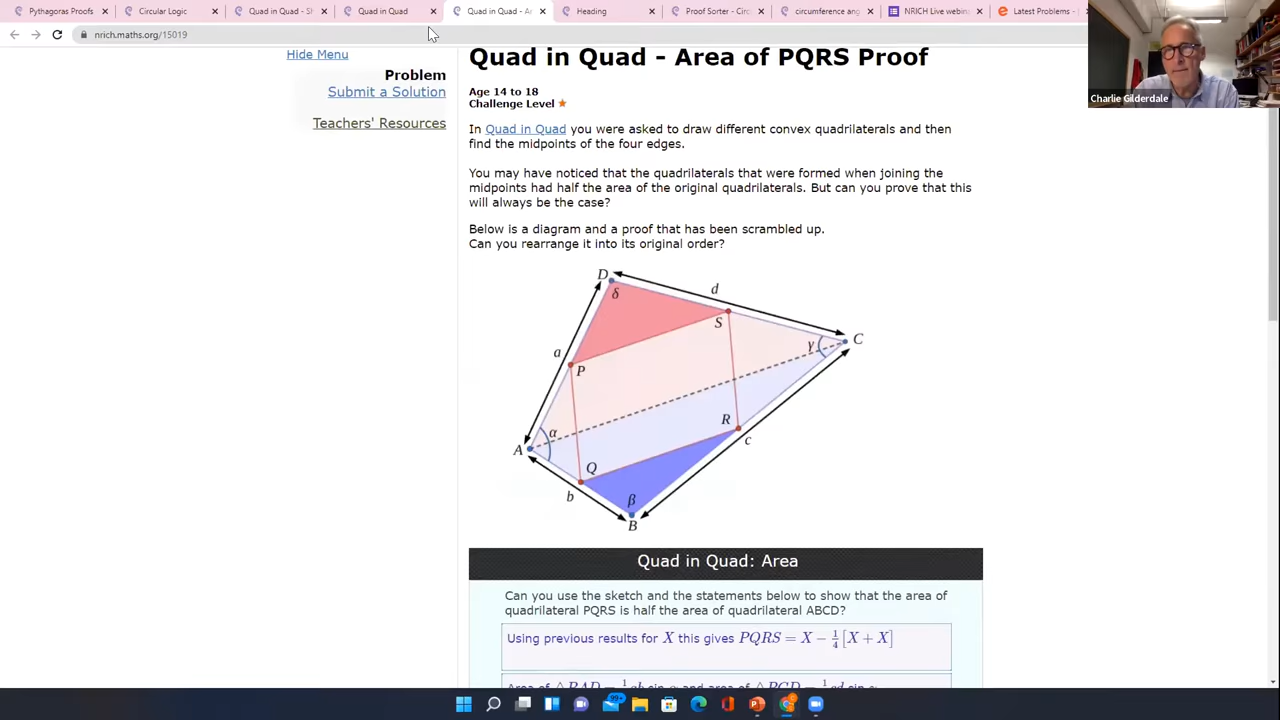 Pythagoras Proofs
Circular Logic
Quad in Quad - Sh
Quad in Quad
Quad in Quad - Ar
Heading
Proof Sorter - Circ
circumference ang
NRICH Live webina
Latest Problems -
nrich.maths.org/15019
Charlie Gilderdale
Hide Menu
Problem
Submit a Solution
Teachers' Resources
Quad in Quad - Area of PQRS Proof
Age 14 to 18
Challenge Level
In Quad in Quad you were asked to draw different convex quadrilaterals and then
find the midpoints of the four edges.
You may have noticed that the quadrilaterals that were formed when joining the
midpoints had half the area of the original quadrilaterals. But can you prove that this
will always be the case?
Below is a diagram and a proof that has been scrambled up.
Can you rearrange it into its original order?
D
δ
d
S
C
γ
a
P
R
c
A
α
Q
b
β
B
Quad in Quad: Area
Can you use the sketch and the statements below to show that the area of
quadrilateral PQRS is half the area of quadrilateral ABCD?
Using previous results for X this gives PQRS = X − 1/4 [X + X]
99+